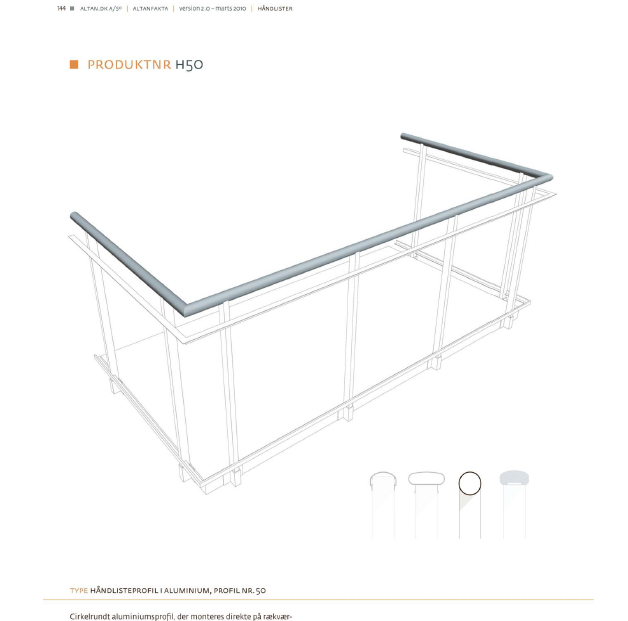 144 ■ ALTAN.DK A/S® | ALTANFAKTA | version 2.0 – marts 2010 | HÅNDLISTER
■ PRODUKTNR H50
TYPE HÅNDLISTEPROFIL I ALUMINIUM, PROFIL NR. 50
Cirkelrundt aluminiumsprofil, der monteres direkte på rækvær-